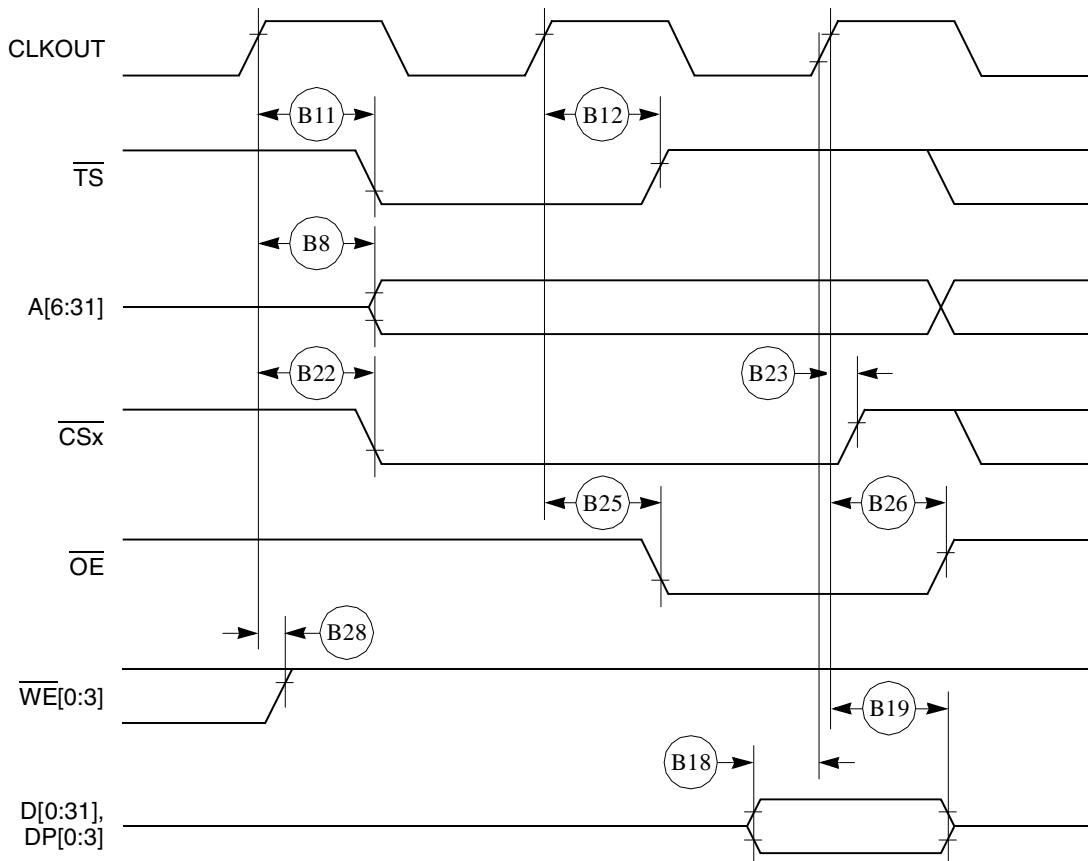 CLKOUT
B11
B12
TS
B8
A[6:31]
B22
B23
CSx
B25
B26
OE
B28
WE[0:3]
B19
B18
D[0:31],
DP[0:3]